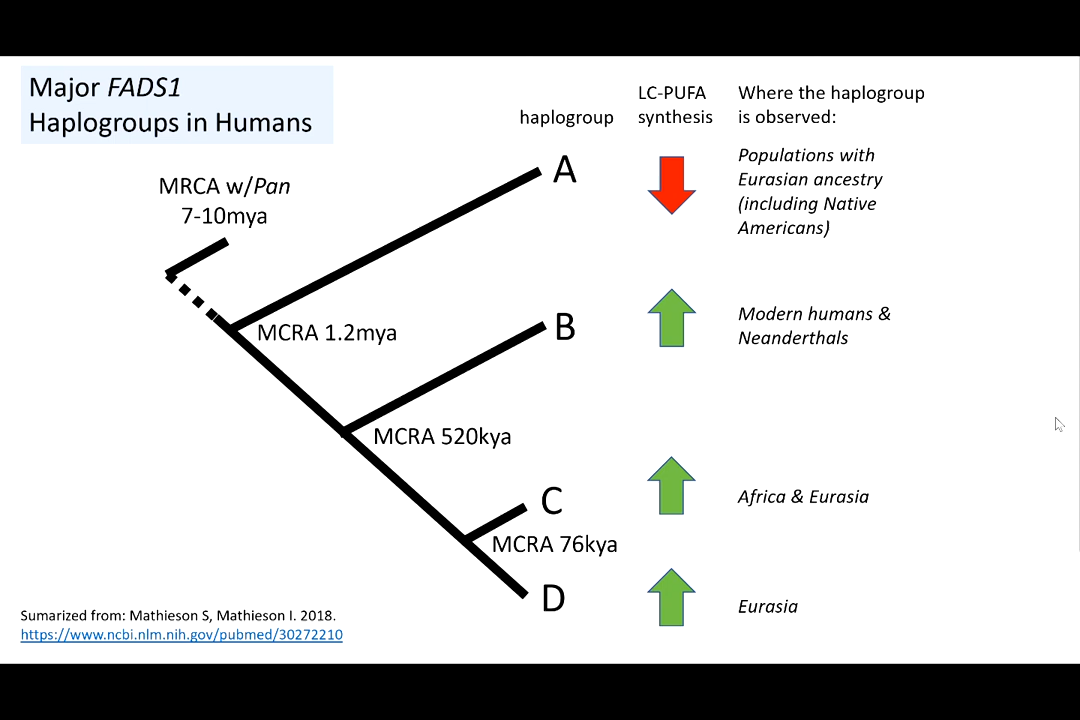 Major FADS1
Haplogroups in Humans
haplogroup
LC-PUFA
synthesis
Where the haplogroup
is observed:
MRCA w/Pan
7-10mya
A
Populations with
Eurasian ancestry
(including Native
Americans)
MCRA 1.2mya
B
Modern humans &
Neanderthals
MCRA 520kya
C
Africa & Eurasia
MCRA 76kya
D
Eurasia
Sumarized from: Mathieson S, Mathieson I. 2018.
https://www.ncbi.nlm.nih.gov/pubmed/30272210